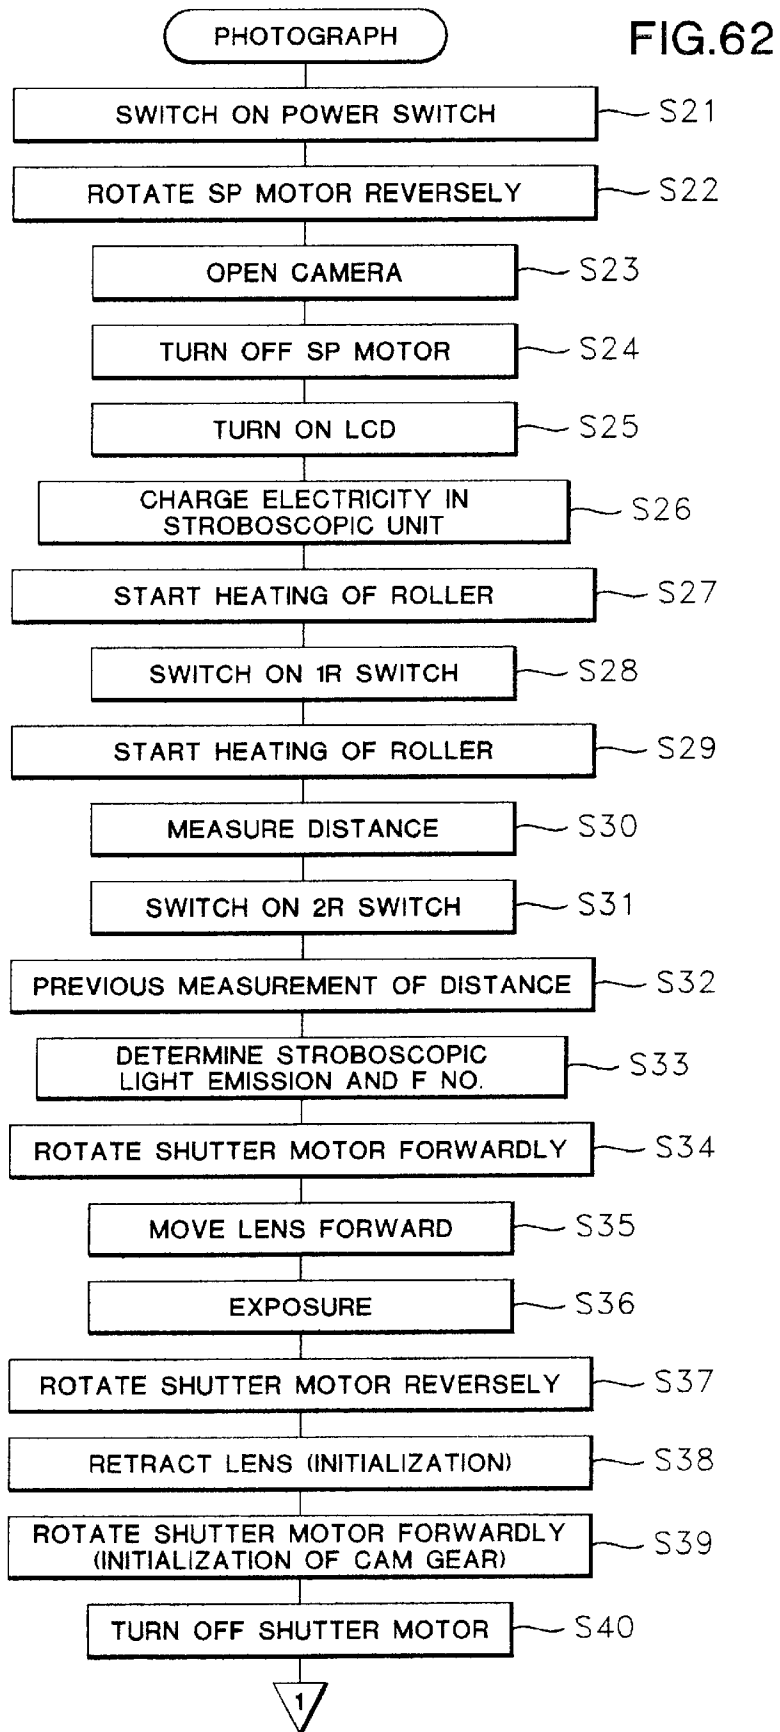 PHOTOGRAPH
FIG.62
SWITCH ON POWER SWITCH S21
ROTATE SP MOTOR REVERSELY S22
OPEN CAMERA S23
TURN OFF SP MOTOR S24
TURN ON LCD S25
CHARGE ELECTRICITY IN
STROBOSCOPIC UNIT S26
START HEATING OF ROLLER S27
SWITCH ON 1R SWITCH S28
START HEATING OF ROLLER S29
MEASURE DISTANCE S30
SWITCH ON 2R SWITCH S31
PREVIOUS MEASUREMENT OF DISTANCE S32
DETERMINE STROBOSCOPIC
LIGHT EMISSION AND F NO. S33
ROTATE SHUTTER MOTOR FORWARDLY S34
MOVE LENS FORWARD S35
EXPOSURE S36
ROTATE SHUTTER MOTOR REVERSELY S37
RETRACT LENS (INITIALIZATION) S38
ROTATE SHUTTER MOTOR FORWARDLY
(INITIALIZATION OF CAM GEAR) S39
TURN OFF SHUTTER MOTOR S40
1